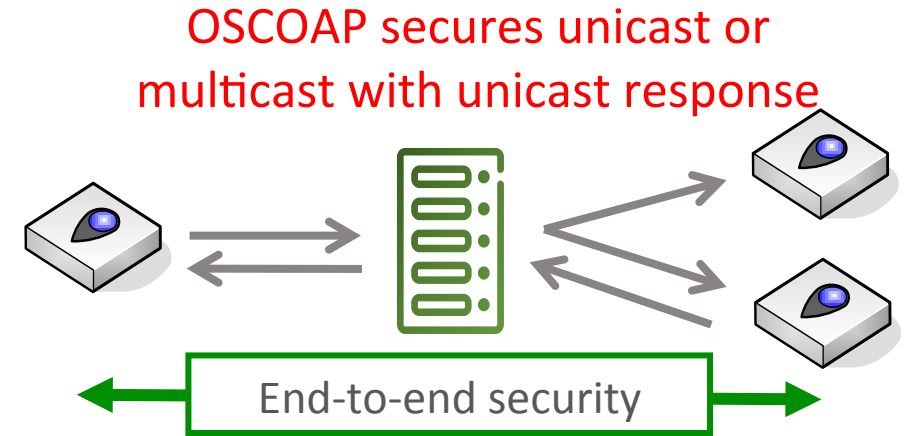 OSCOAP secures unicast or
multicast with unicast response
End-to-end security